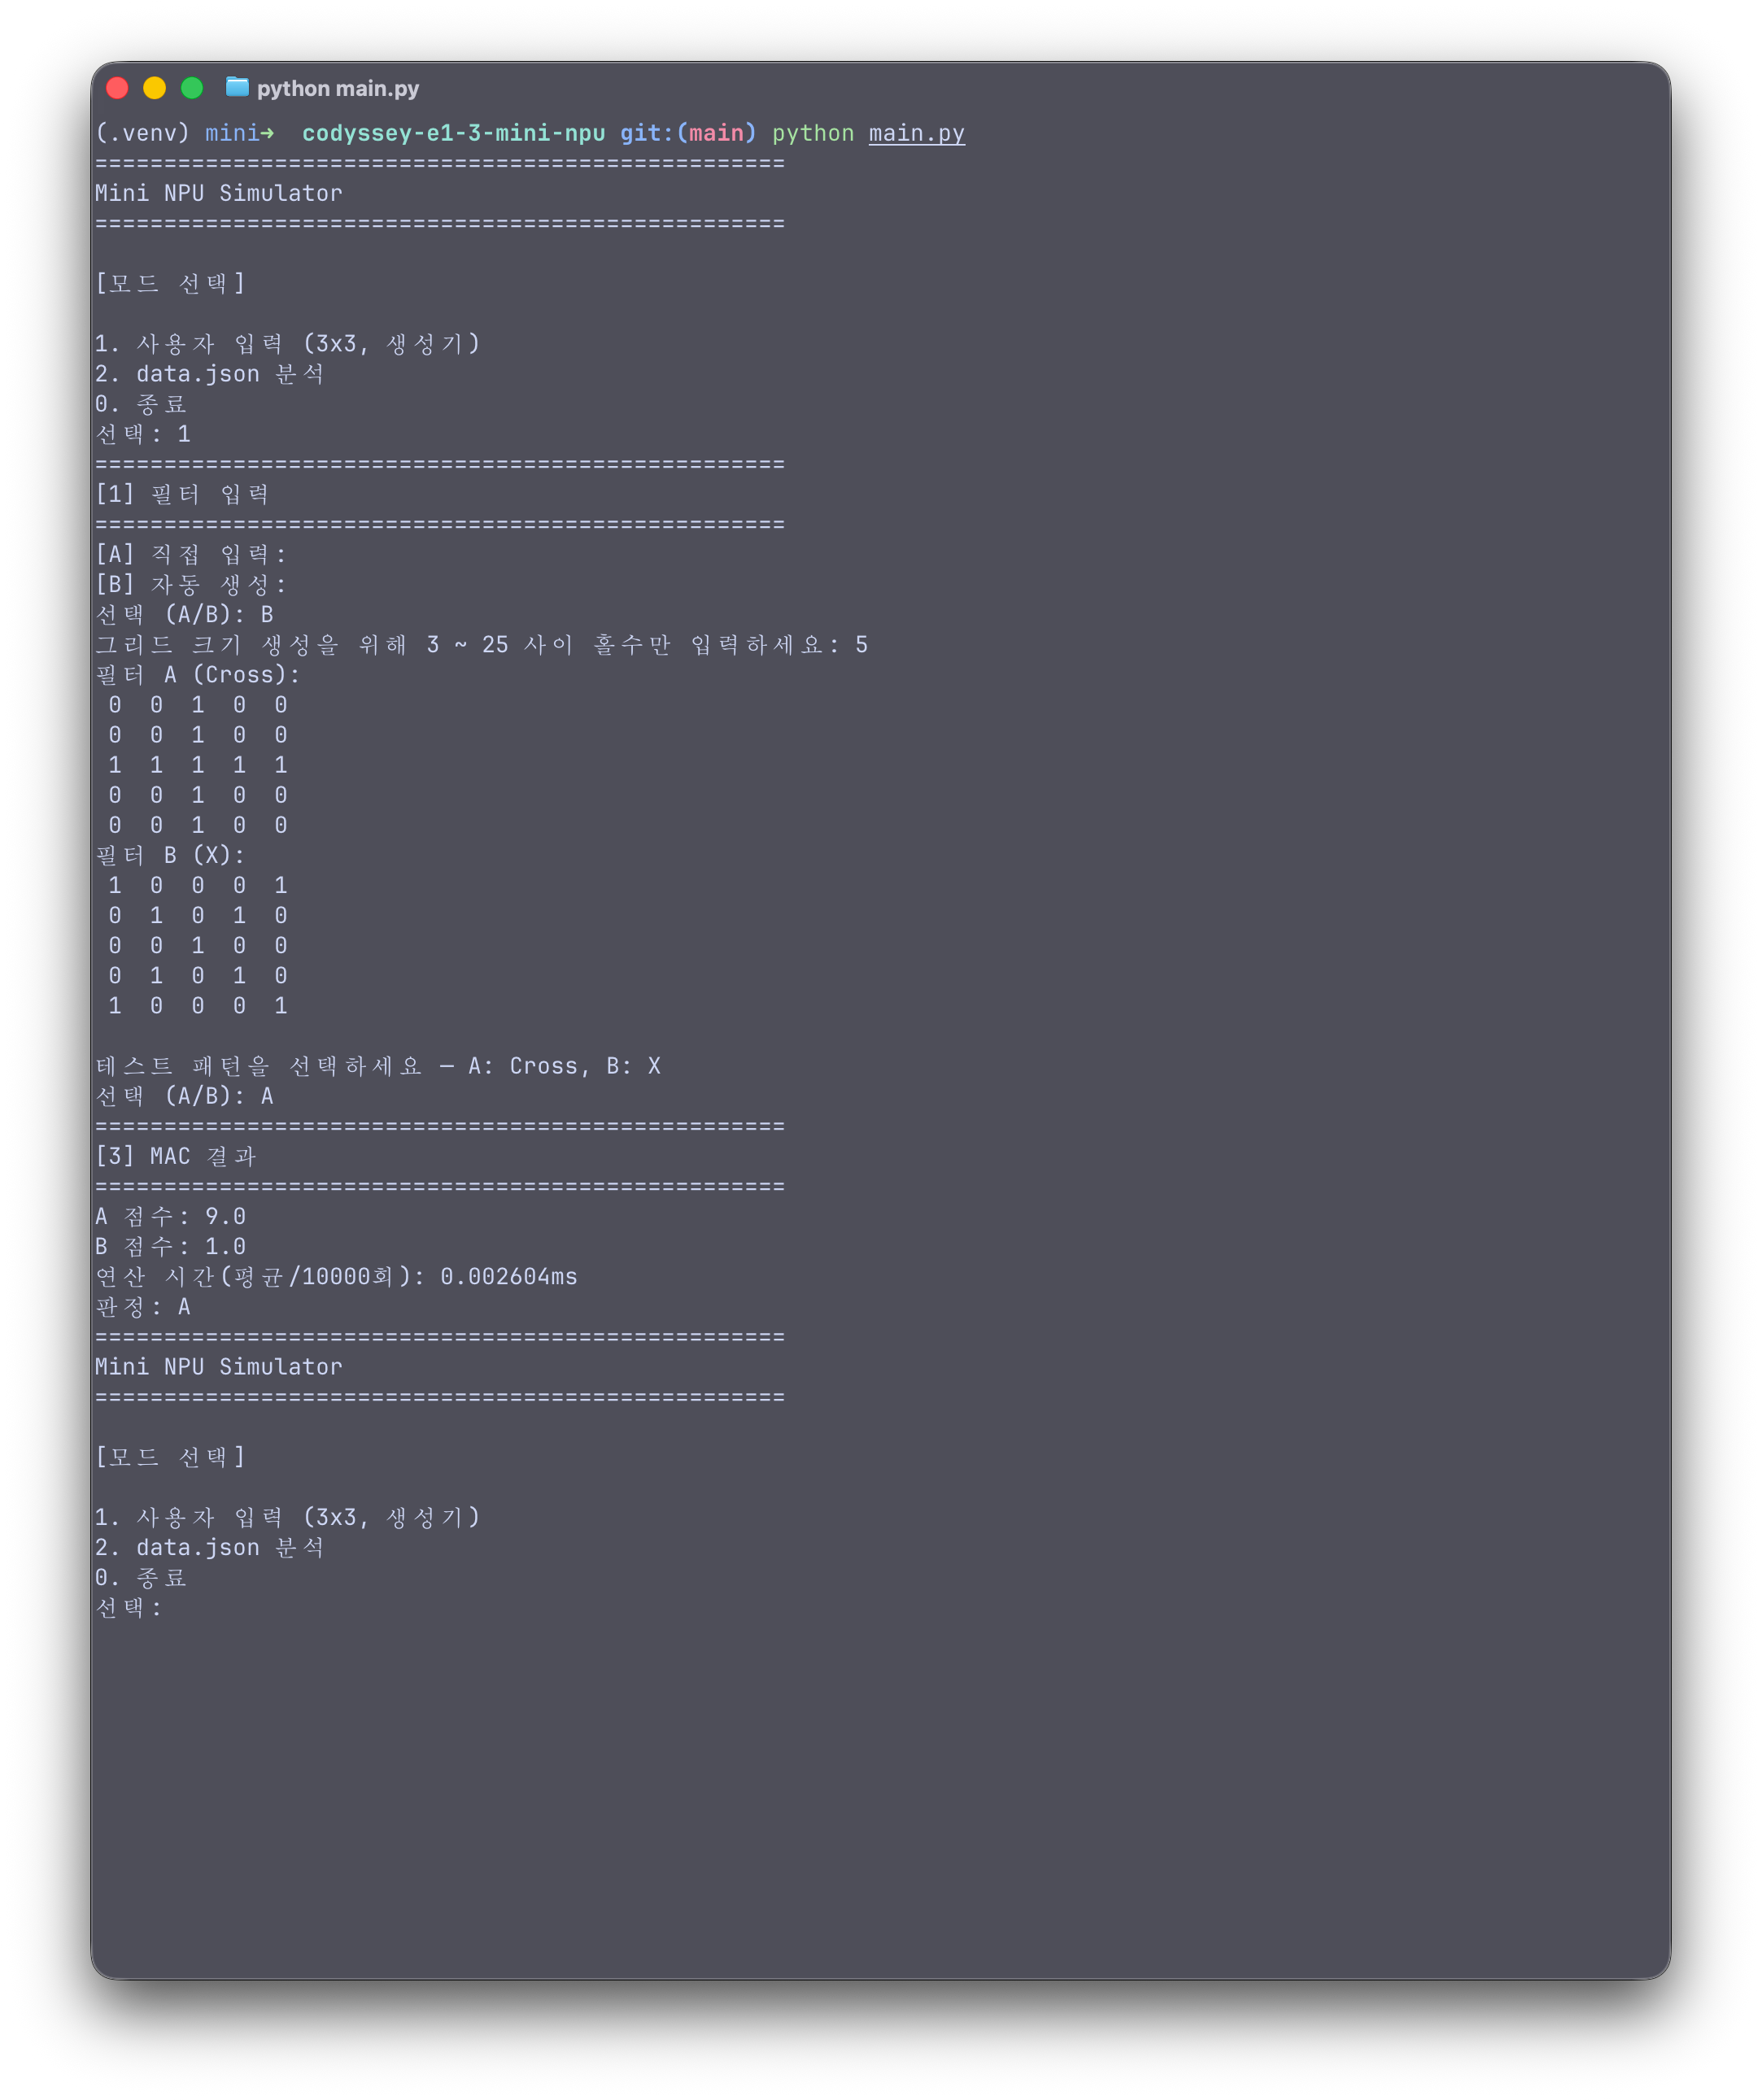 python main.py
(.venv) mini→  codyssey-e1-3-mini-npu git:(main) python main.py
==================================================
Mini NPU Simulator
==================================================
[모드 선택]
1. 사용자 입력 (3x3, 생성기)
2. data.json 분석
0. 종료
선택: 1
==================================================
[1] 필터 입력
==================================================
[A] 직접 입력:
[B] 자동 생성:
선택 (A/B): B
그리드 크기 생성을 위해 3 ~ 25 사이 홀수만 입력하세요: 5
필터 A (Cross):
 0  0  1  0  0
 0  0  1  0  0
 1  1  1  1  1
 0  0  1  0  0
 0  0  1  0  0
필터 B (X):
 1  0  0  0  1
 0  1  0  1  0
 0  0  1  0  0
 0  1  0  1  0
 1  0  0  0  1
테스트 패턴을 선택하세요 — A: Cross, B: X
선택 (A/B): A
==================================================
[3] MAC 결과
==================================================
A 점수: 9.0
B 점수: 1.0
연산 시간(평균/10000회): 0.002604ms
판정: A
==================================================
Mini NPU Simulator
==================================================
[모드 선택]
1. 사용자 입력 (3x3, 생성기)
2. data.json 분석
0. 종료
선택: